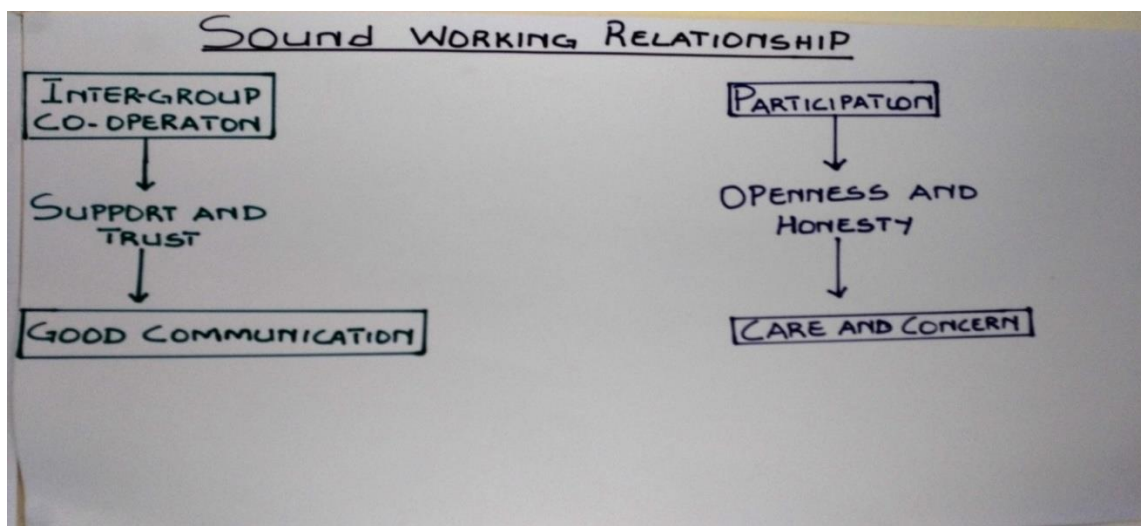 SOUND WORKING RELATIONSHIP
INTER-GROUP
CO-OPERATON
SUPPORT AND
TRUST
GOOD COMMUNICATION
PARTICIPATION
OPENNESS AND
HONESTY
CARE AND CONCERN